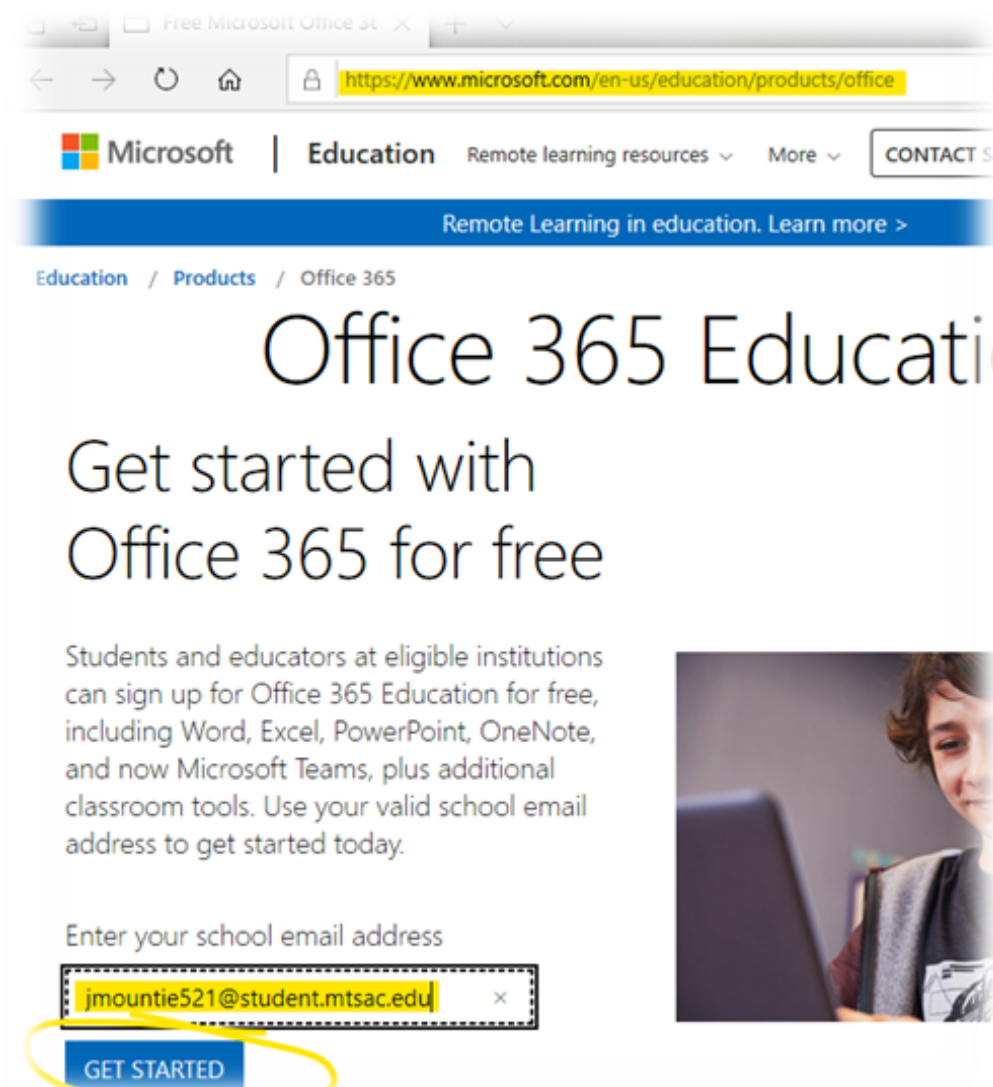 Free Microsoft Office 36
https://www.microsoft.com/en-us/education/products/office
Microsoft | Education Remote learning resources More CONTACT S
Remote Learning in education. Learn more >
Education / Products / Office 365
Office 365 Educati
Get started with
Office 365 for free
Students and educators at eligible institutions
can sign up for Office 365 Education for free,
including Word, Excel, PowerPoint, OneNote,
and now Microsoft Teams, plus additional
classroom tools. Use your valid school email
address to get started today.
Enter your school email address
jmountie521@student.mtsac.edu
GET STARTED